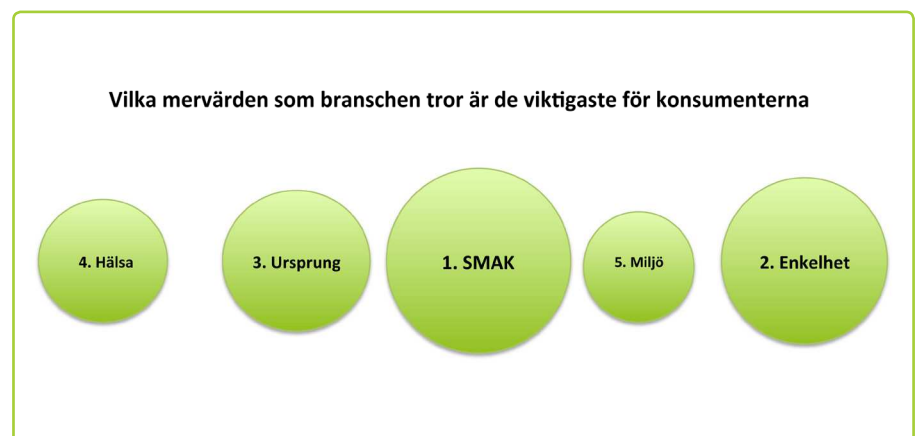 Vilka mervärden som branschen tror är de viktigaste för konsumenterna
4. Hälsa
3. Ursprung
1. SMAK
5. Miljö
2. Enkelhet